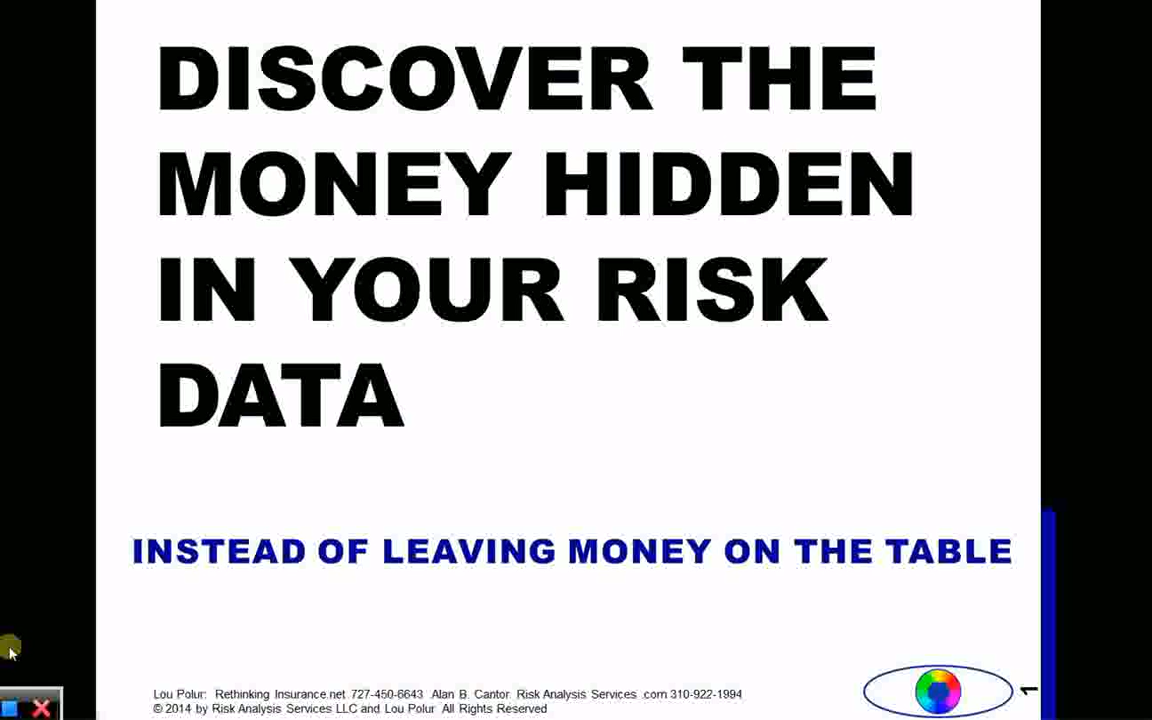 DISCOVER THE
MONEY HIDDEN
IN YOUR RISK
DATA
INSTEAD OF LEAVING MONEY ON THE TABLE
Lou Polur: Rethinking Insurance.net 727-450-6643 Alan B. Cantor Risk Analysis Services .com 310-922-1994
© 2014 by Risk Analysis Services LLC and Lou Polur All Rights Reserved
1